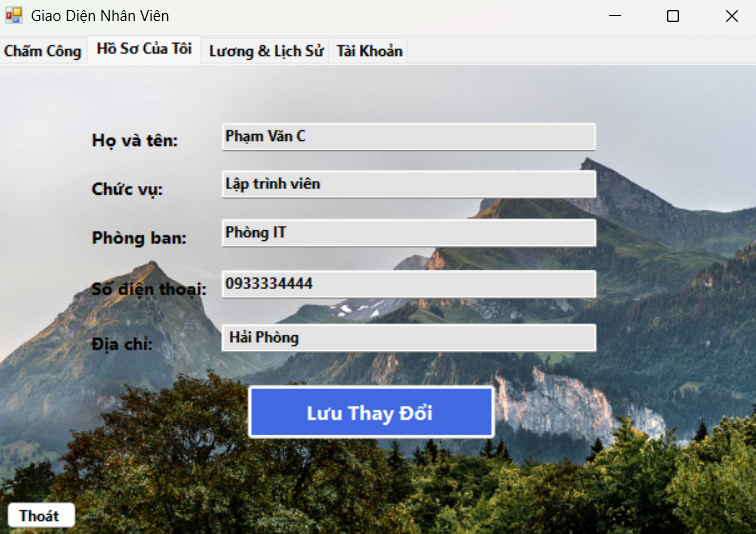 Giao Diện Nhân Viên
Chấm Công Hồ Sơ Của Tôi Lương & Lịch Sử Tài Khoản
Họ và tên: Phạm Văn C
Chức vụ: Lập trình viên
Phòng ban: Phòng IT
Số điện thoại: 0933334444
Địa chỉ: Hải Phòng
Lưu Thay Đổi
Thoát